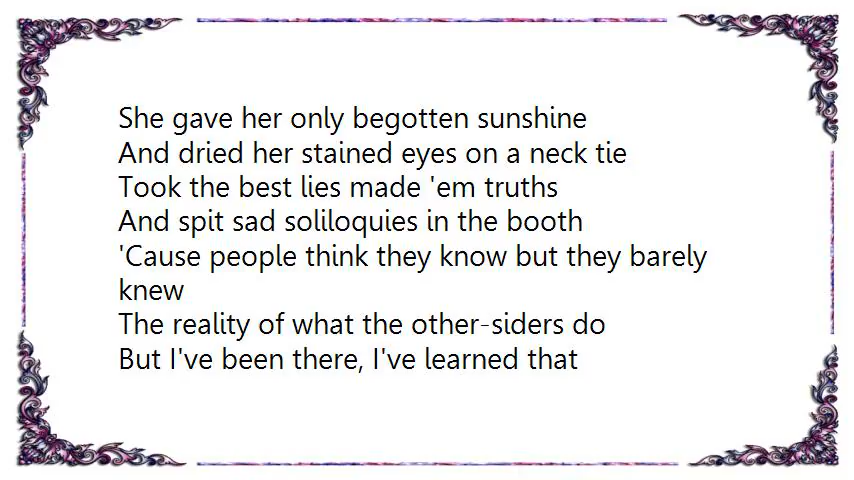 She gave her only begotten sunshine
And dried her stained eyes on a neck tie
Took the best lies made 'em truths
And spit sad soliloquies in the booth
'Cause people think they know but they barely
knew
The reality of what the other-siders do
But I've been there, I've learned that